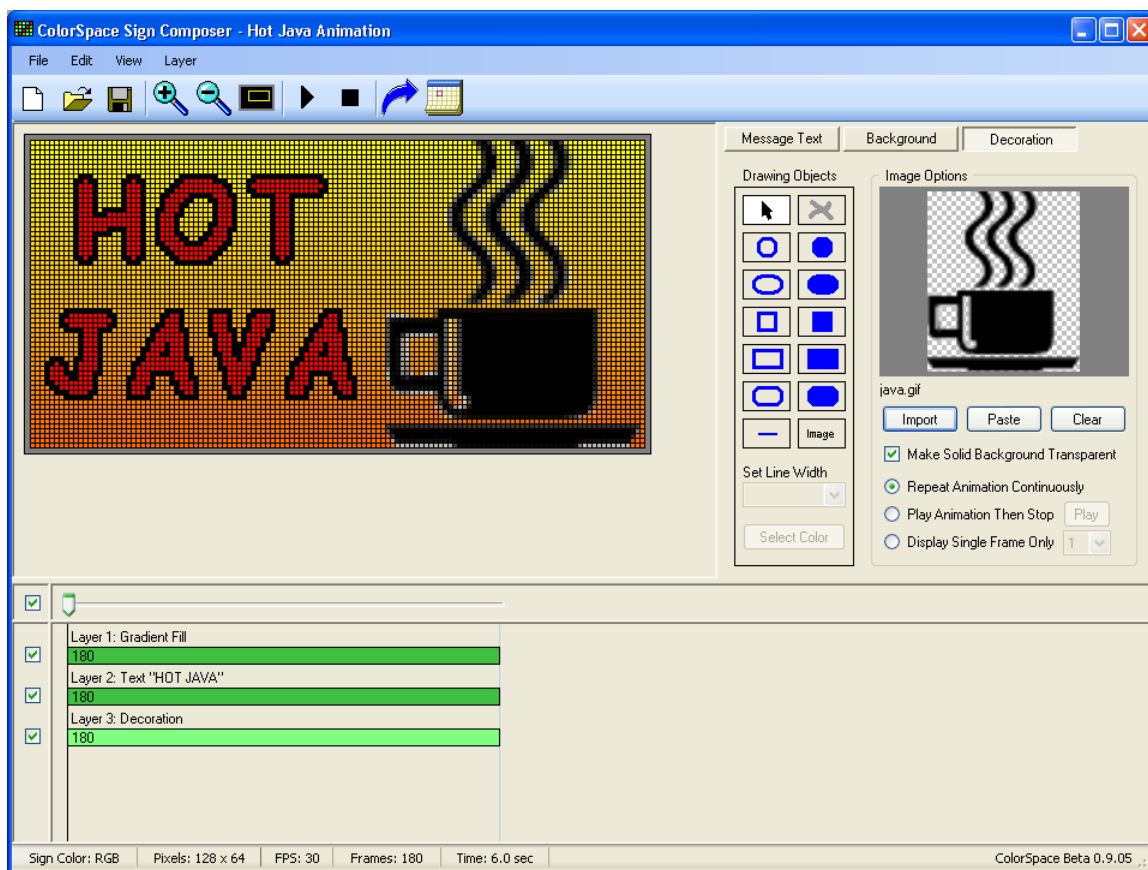 ColorSpace Sign Composer - Hot Java Animation
File Edit View Layer
Message Text Background Decoration
HOT
JAVA
Drawing Objects
Image
Set Line Width
Select Color
Image Options
java.gif
Import Paste Clear
Make Solid Background Transparent
Repeat Animation Continuously
Play Animation Then Stop Play
Display Single Frame Only 1
Layer 1: Gradient Fill
180
Layer 2: Text "HOT JAVA"
180
Layer 3: Decoration
180
Sign Color: RGB Pixels: 128 x 64 FPS: 30 Frames: 180 Time: 6.0 sec ColorSpace Beta 0.9.05